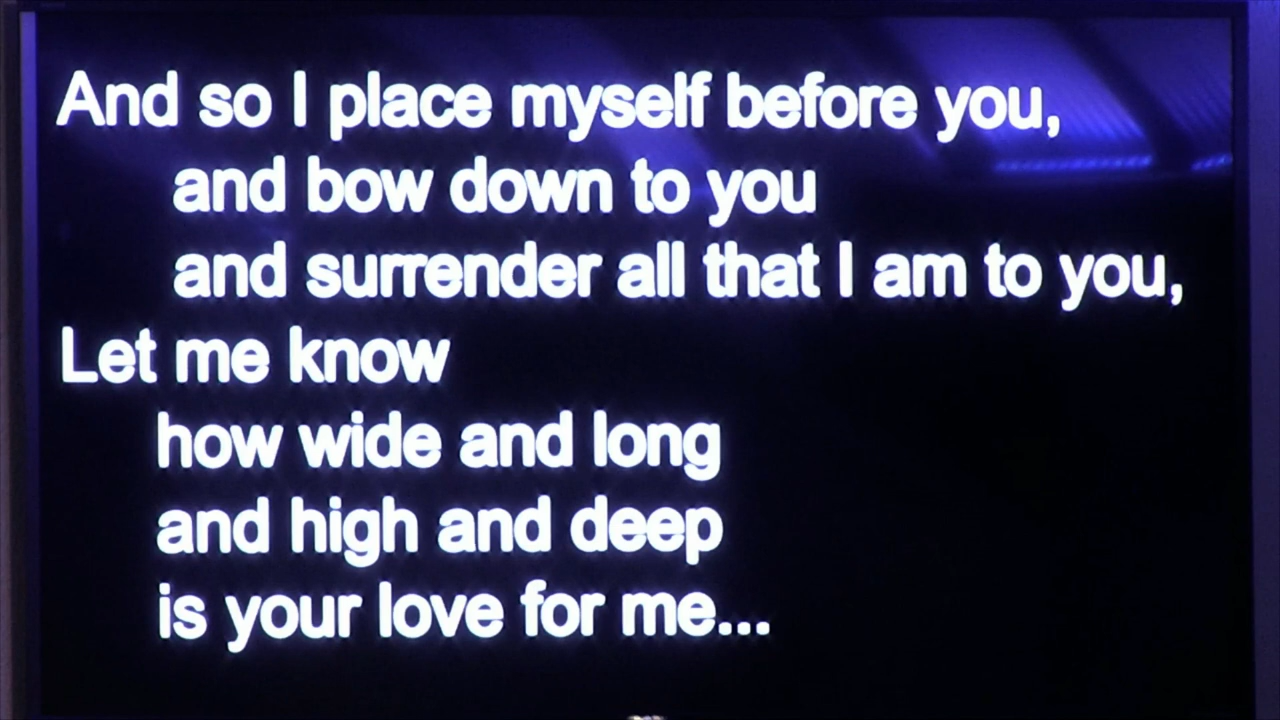 And so I place myself before you,
and bow down to you
and surrender all that I am to you,
Let me know
how wide and long
and high and deep
is your love for me...